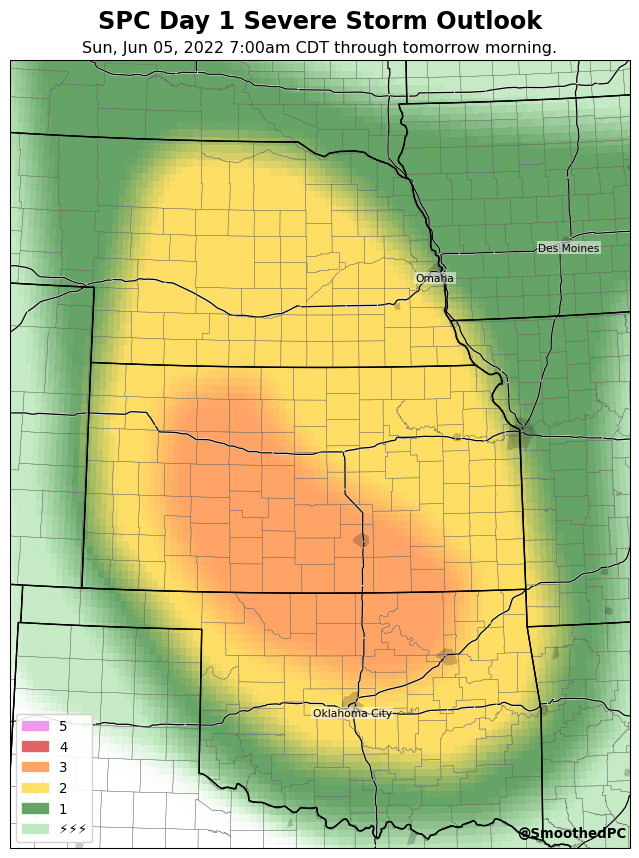 SPC Day 1 Severe Storm Outlook
Sun, Jun 05, 2022 7:00am CDT through tomorrow morning.
Des Moines
Omaha
Oklahoma City
5
4
3
2
1
⚡⚡⚡
@SmoothedPC